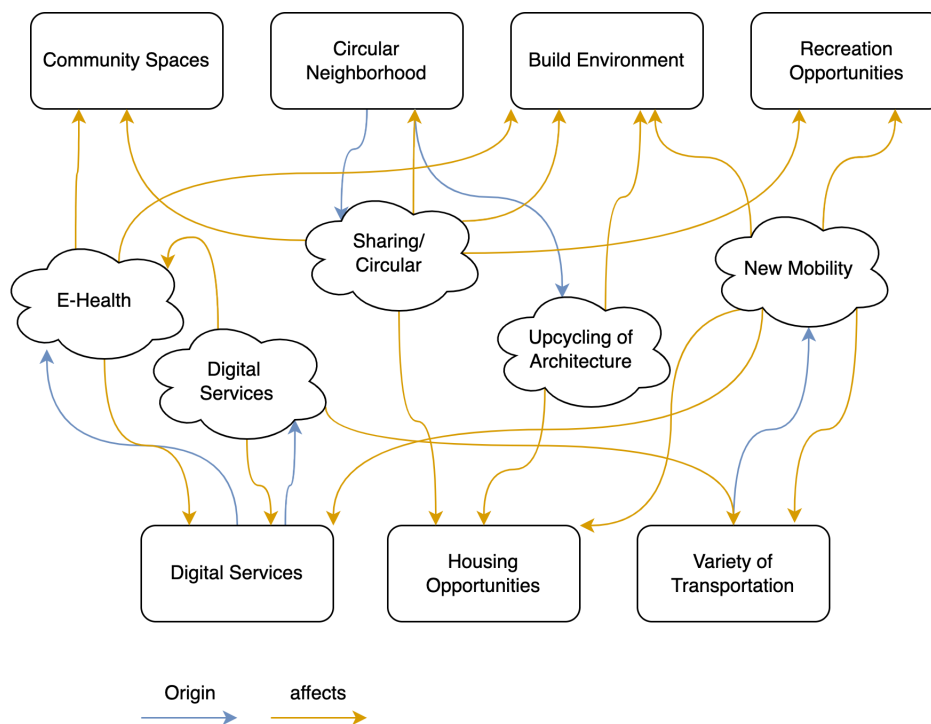 Community Spaces
Circular
Neighborhood
Build Environment
Recreation
Opportunities
Sharing/
Circular
New Mobility
E-Health
Upcycling of
Architecture
Digital
Services
Digital Services
Housing
Opportunities
Variety of
Transportation
Origin
affects